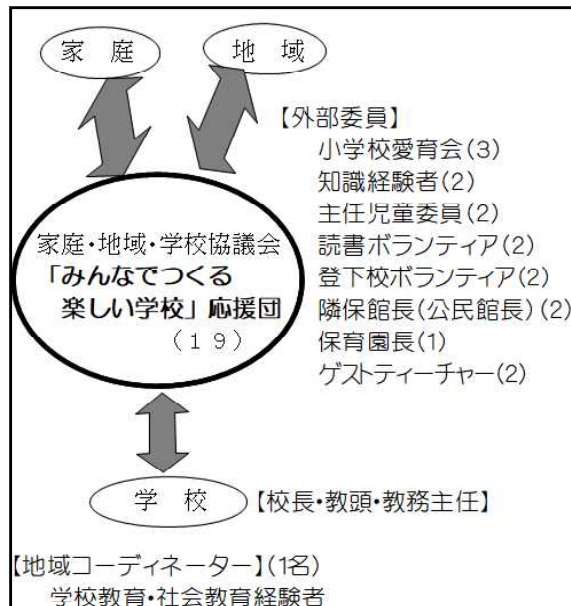 家 庭
地 域
【外部委員】
小学校愛育会(3)
知識経験者(2)
主任児童委員(2)
読書ボランティア(2)
登下校ボランティア(2)
隣保館長(公民館長)(2)
保育園長(1)
ゲストティーチャー(2)
家庭・地域・学校協議会
「みんなでつくる
楽しい学校」応援団
(19)
学 校
【校長・教頭・教務主任】
【地域コーディネーター】(1名)
学校教育・社会教育経験者